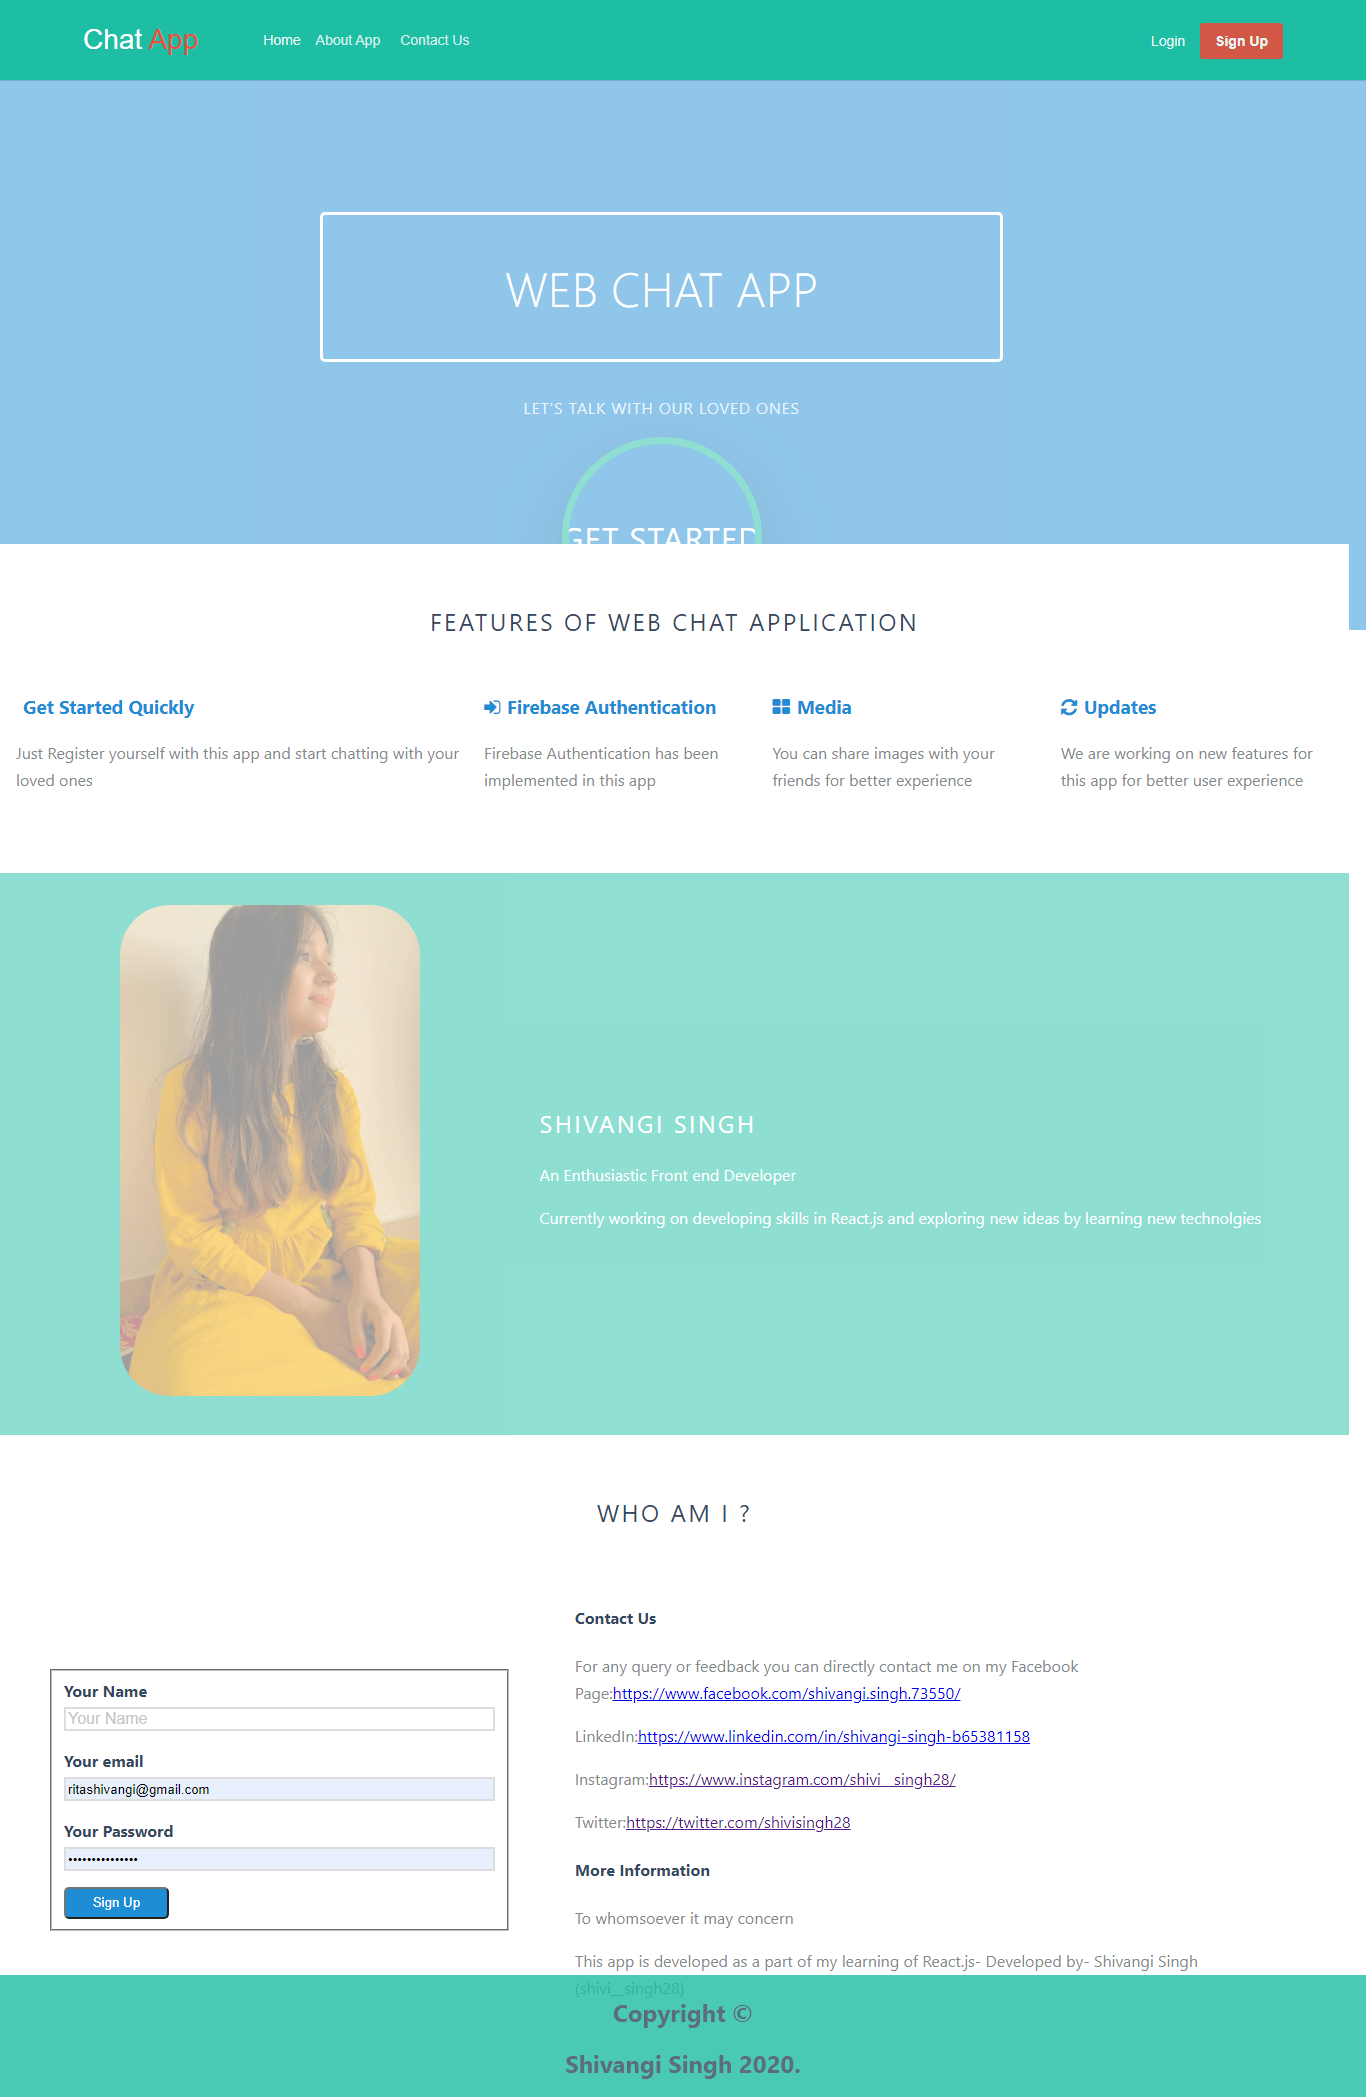 Chat App
Home About App Contact Us
Login Sign Up
WEB CHAT APP
LET'S TALK WITH OUR LOVED ONES
GET STARTED
FEATURES OF WEB CHAT APPLICATION
Get Started Quickly
Just Register yourself with this app and start chatting with your
loved ones
Firebase Authentication
Firebase Authentication has been
implemented in this app
Media
You can share images with your
friends for better experience
Updates
We are working on new features for
this app for better user experience
SHIVANGI SINGH
An Enthusiastic Front end Developer
Currently working on developing skills in React.js and exploring new ideas by learning new technolgies
WHO AM I ?
Your Name
Your Name
Your email
ritashivangi@gmail.com
Your Password
•••••••••••••••
Sign Up
Contact Us
For any query or feedback you can directly contact me on my Facebook
Page:https://www.facebook.com/shivangi.singh.73550/
LinkedIn:https://www.linkedin.com/in/shivangi-singh-b65381158
Instagram:https://www.instagram.com/shivi__singh28/
Twitter:https://twitter.com/shivisingh28
More Information
To whomsoever it may concern
This app is developed as a part of my learning of React.js- Developed by- Shivangi Singh
(shivi__singh28)
Copyright ©
Shivangi Singh 2020.